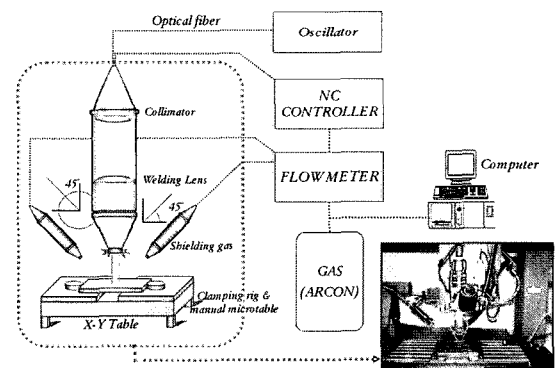 Optical fiber
Oscillator
Collimator
NC
CONTROLLER
45°
Welding Lens
45°
FLOWMETER
Computer
Shielding gas
GAS
(ARCON)
Clamping rig &
manual microtable
X-Y Table